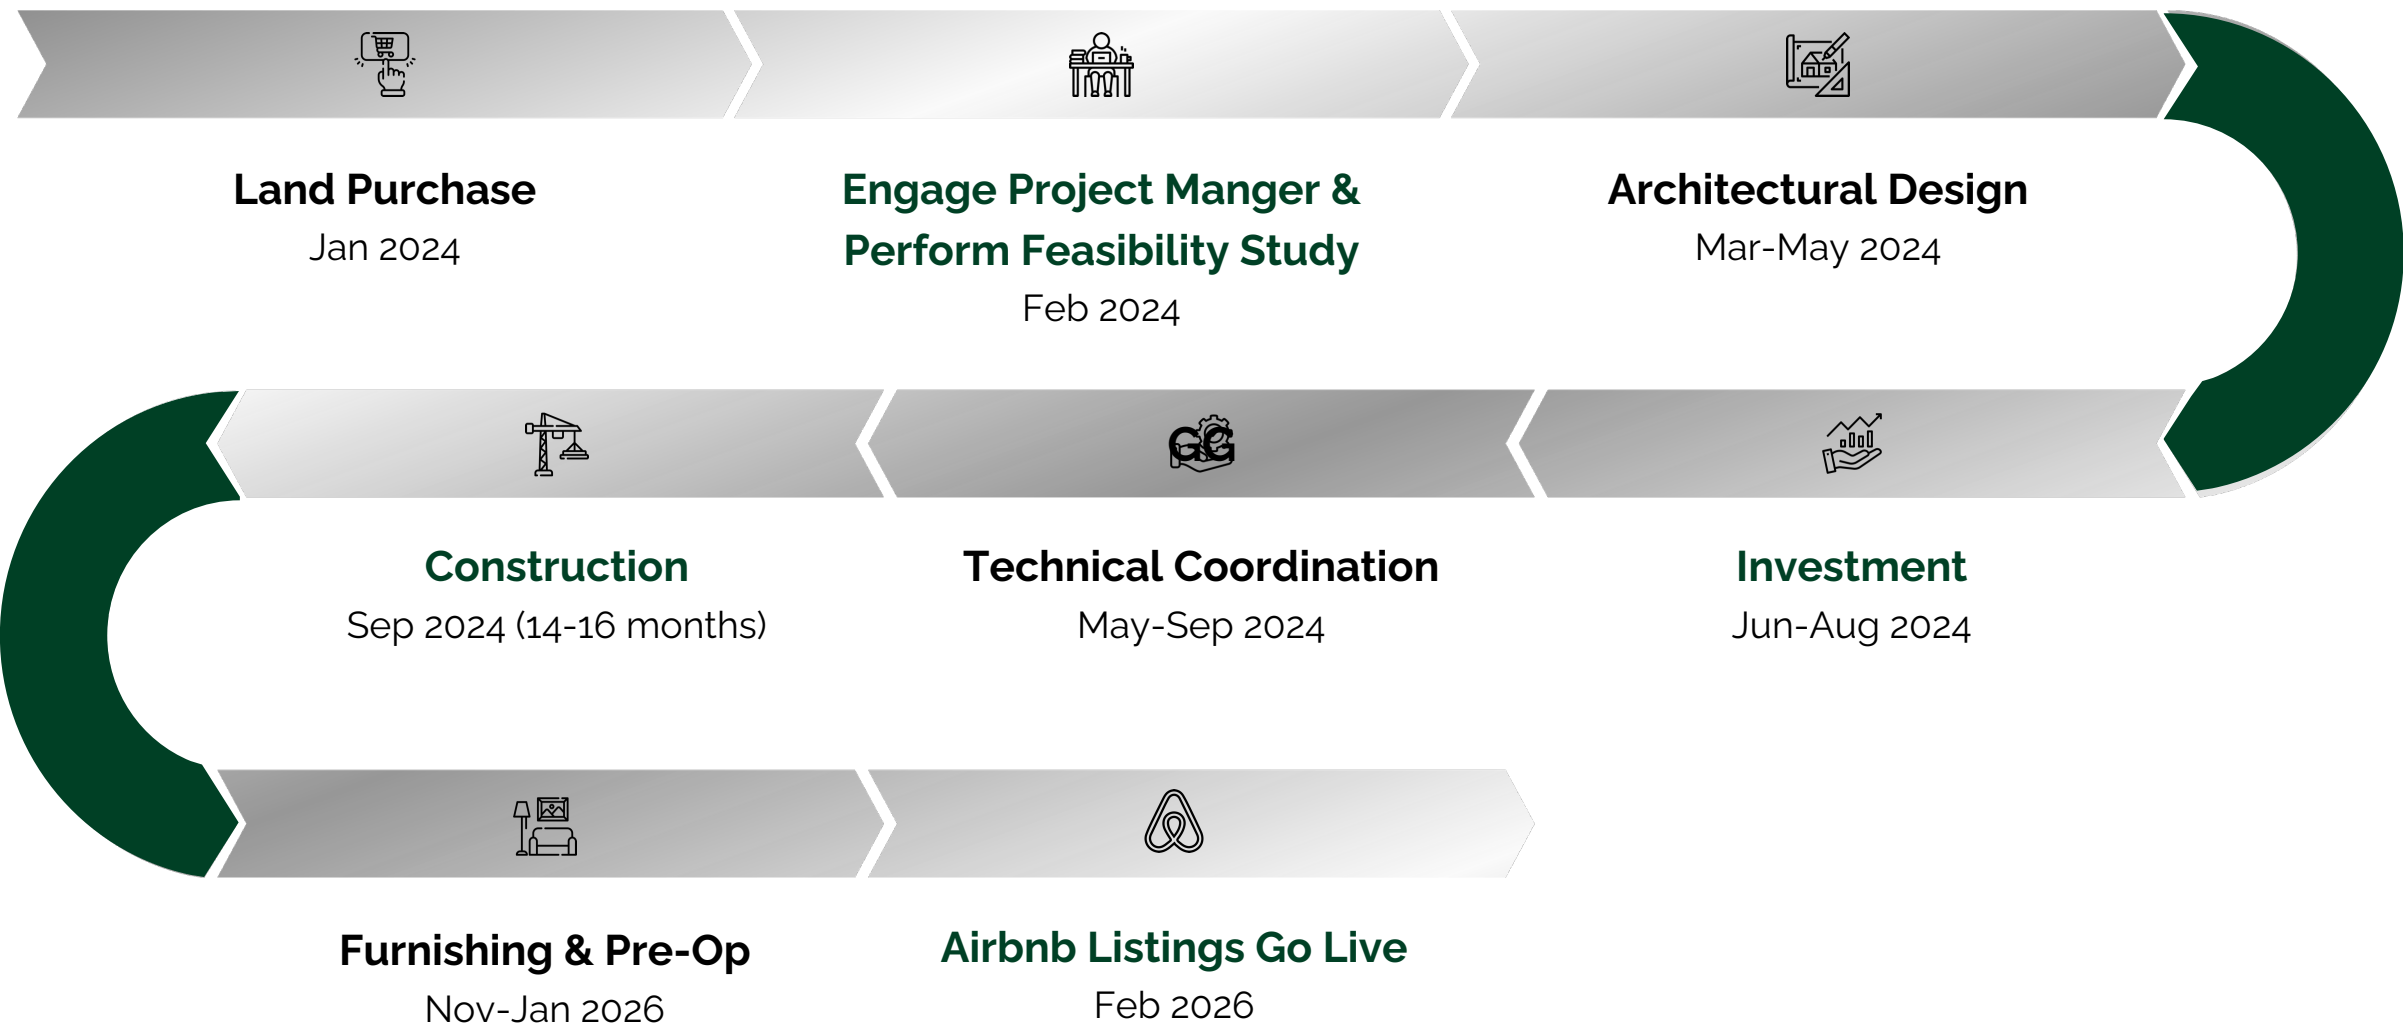 Land Purchase
Jan 2024
Engage Project Manger &
Perform Feasibility Study
Feb 2024
Architectural Design
Mar-May 2024
Investment
Jun-Aug 2024
GG
Technical Coordination
May-Sep 2024
Construction
Sep 2024 (14-16 months)
Furnishing & Pre-Op
Nov-Jan 2026
Airbnb Listings Go Live
Feb 2026